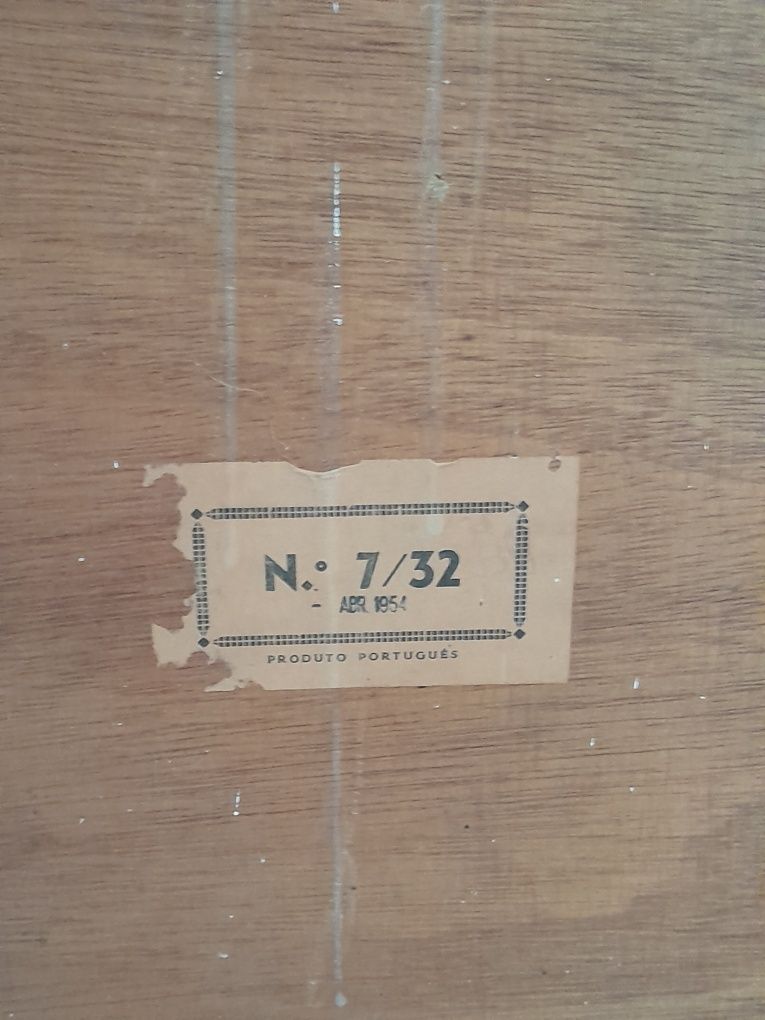 N.º 7/32
- ABR. 1954
PRODUTO PORTUGUÊS